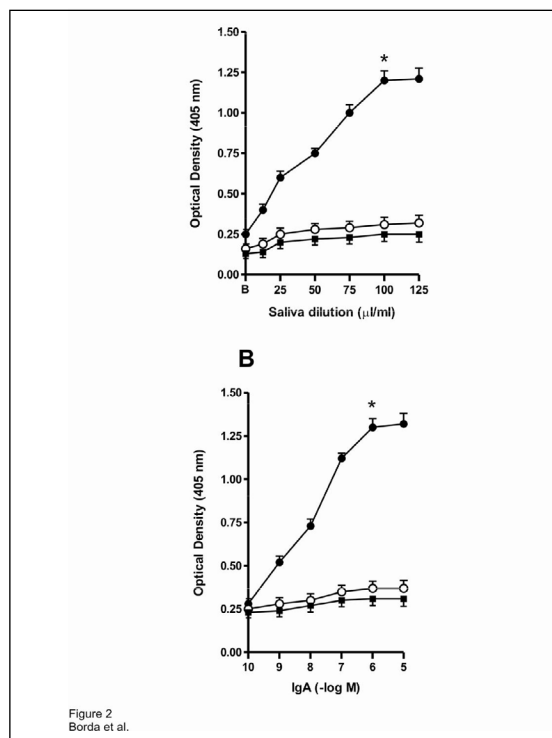 1.50
1.25
1.00
0.75
0.50
0.25
0.00
Optical Density (405 nm)
*
B 25 50 75 100 125
Saliva dilution (μl/ml)
B
1.50
1.25
1.00
0.75
0.50
0.25
0.00
Optical Density (405 nm)
*
10 9 8 7 6 5
IgA (-log M)
Figure 2
Borda et al.